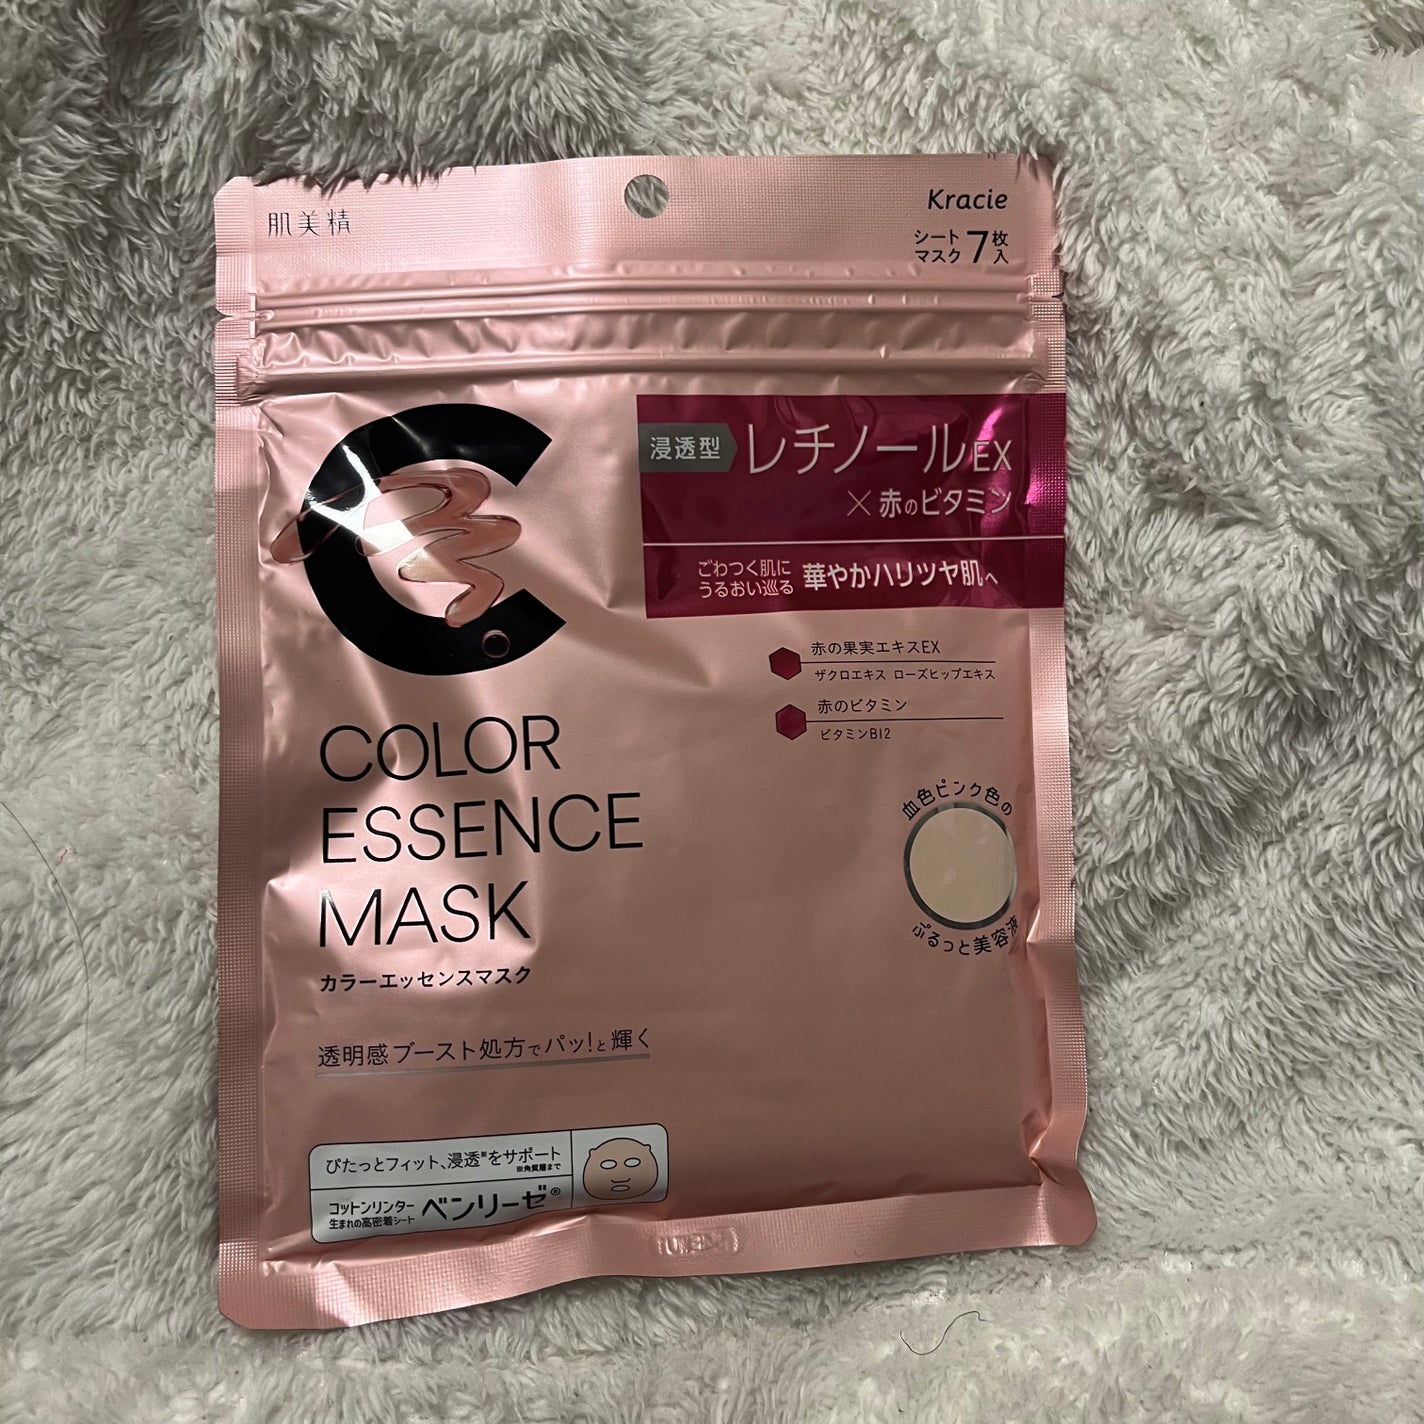 肌美精
Kracie
シート
マスク 7枚入
浸透型 レチノールEX
×赤のビタミン
ごわつく肌に
うるおい巡る 華やかハリツヤ肌へ
赤の果実エキスEX
ザクロエキス ローズヒップエキス
赤のビタミン
ビタミンB12
血色ピンク色の
ぷるっと美容液
COLOR
ESSENCE
MASK
カラーエッセンスマスク
透明感ブースト処方でパッ!と輝く
ぴたっとフィット、浸透※をサポート
※角質層まで
コットンリンター
生まれの高密着シート ベンリーゼ®